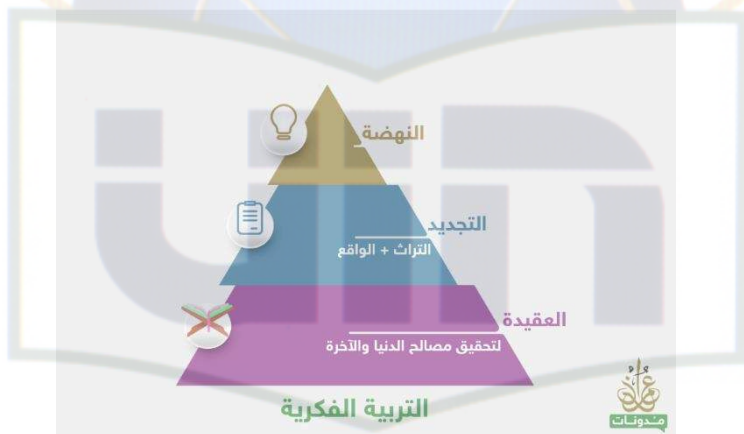 النهضة
التجديد
التراث + الواقع
العقيدة
لتحقيق مصالح الدنيا والآخرة
التربية الفكرية
مدونات